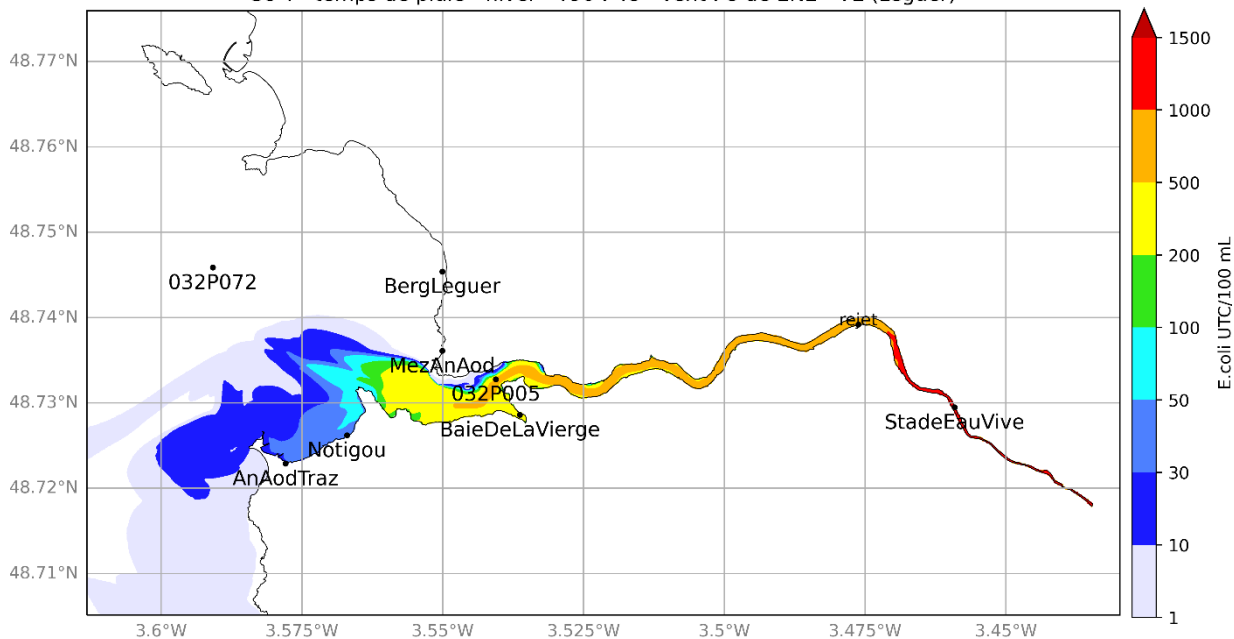 48.77°N
48.76°N
48.75°N
48.74°N
48.73°N
48.72°N
48.71°N
3.6°W
3.575°W
3.55°W
3.525°W
3.5°W
3.475°W
3.45°W
032P072
BergLeguer
MezAnAod
032P005
BaieDeLaVierge
Notigou
AnAodTraz
rejet
StadeEauVive
1500
1000
500
200
100
50
30
10
1
E.coli UTC/100 mL